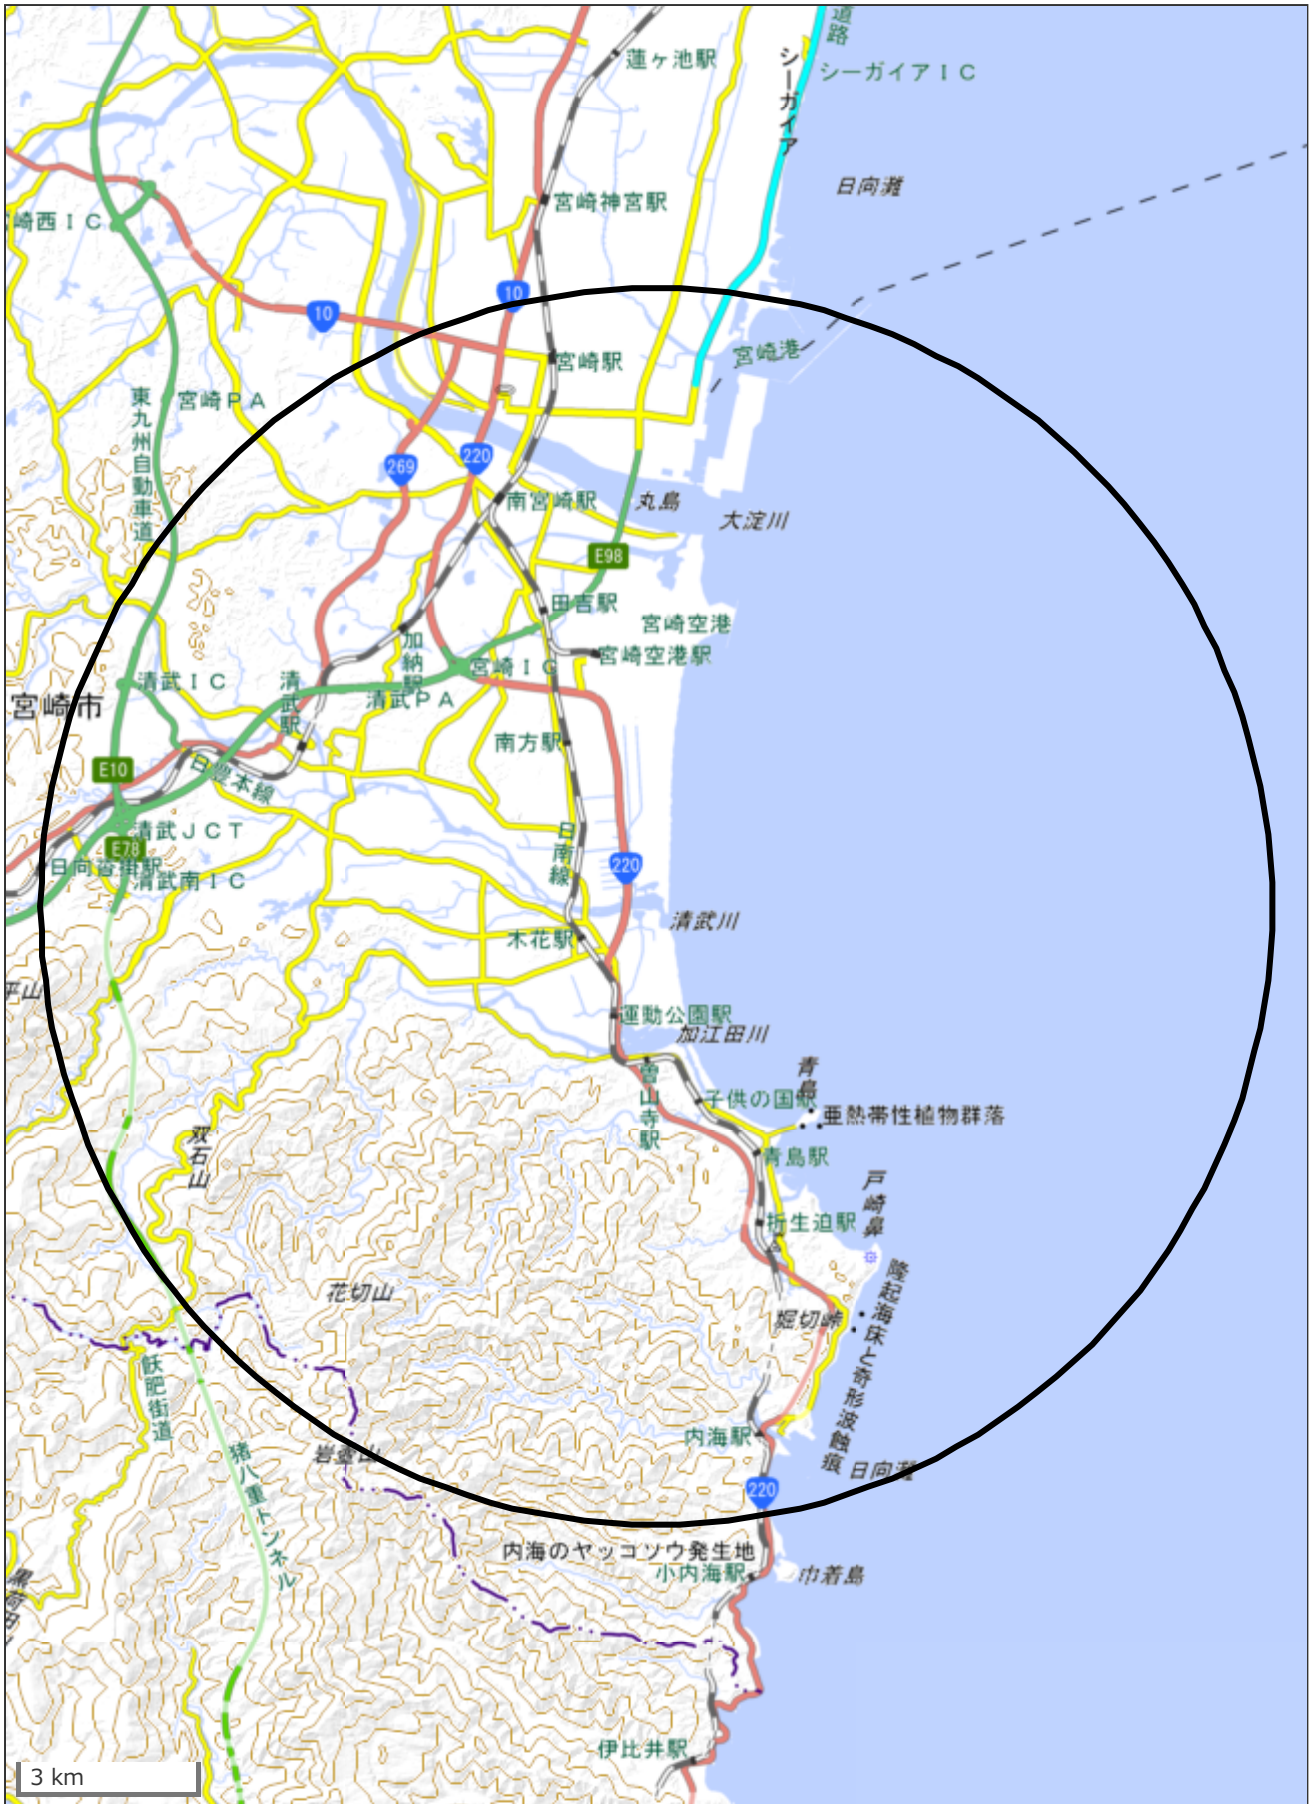 道路
蓮ヶ池駅
シーガイアＩＣ
シーガイア
日向灘
宮崎神宮駅
崎西ＩＣ
10
10
宮崎駅
宮崎港
宮崎ＰＡ
東九州自動車道
220
269
南宮崎駅
丸島
大淀川
E98
田吉駅
宮崎空港
加納駅
宮崎空港駅
宮崎ＩＣ
清武ＩＣ
清武駅
清武ＰＡ
宮崎市
南方駅
E10
日豊本線
清武ＪＣＴ
E78
日南線
220
日向沓掛駅
清武南ＩＣ
清武川
木花駅
平山
運動公園駅
加江田川
曽山寺駅
青島
子供の国駅
亜熱帯性植物群落
双石山
青島駅
戸崎鼻
折生迫駅
花切山
隆起海床と奇形波蝕痕
堀切峠
飫肥街道
内海駅
岩壺山
日向灘
猪八重トンネル
220
内海のヤッコソウ発生地
小内海駅
巾着島
伊比井駅
3 km